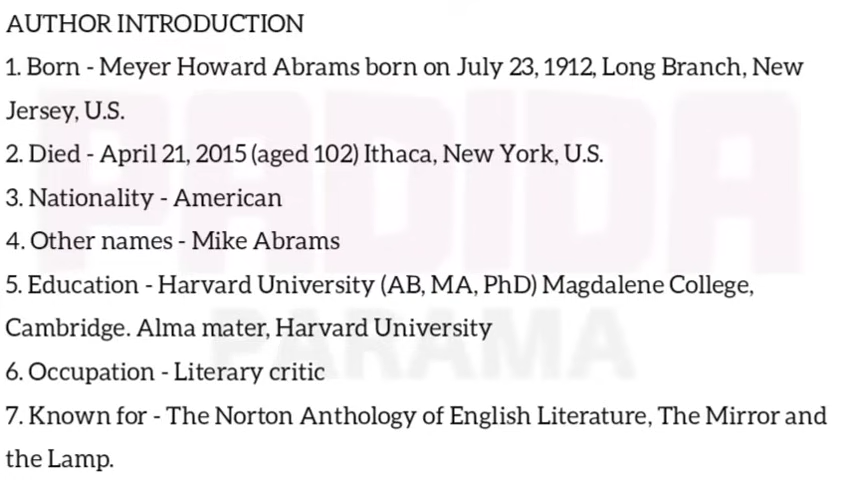 AUTHOR INTRODUCTION
1. Born - Meyer Howard Abrams born on July 23, 1912, Long Branch, New
Jersey, U.S.
2. Died - April 21, 2015 (aged 102) Ithaca, New York, U.S.
3. Nationality - American
4. Other names - Mike Abrams
5. Education - Harvard University (AB, MA, PhD) Magdalene College,
Cambridge. Alma mater, Harvard University
6. Occupation - Literary critic
7. Known for - The Norton Anthology of English Literature, The Mirror and
the Lamp.
PADIDA
PARAMA